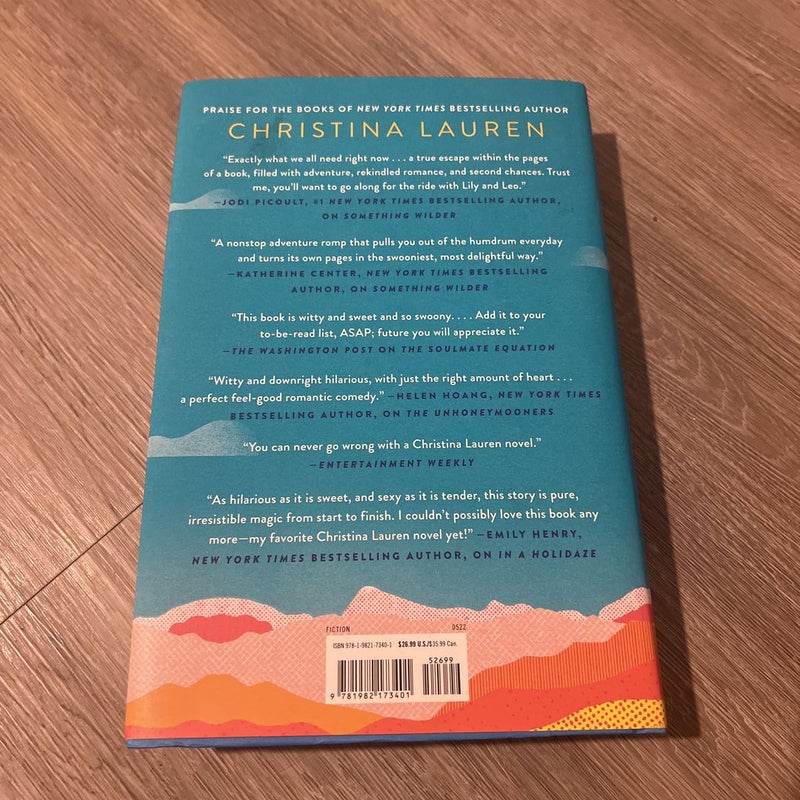 PRAISE FOR THE BOOKS OF NEW YORK TIMES BESTSELLING AUTHOR
CHRISTINA LAUREN
“Exactly what we all need right now . . . a true escape within the pages
of a book, filled with adventure, rekindled romance, and second chances. Trust
me, you’ll want to go along for the ride with Lily and Leo.”
—JODI PICOULT, #1 NEW YORK TIMES BESTSELLING AUTHOR,
ON SOMETHING WILDER
“A nonstop adventure romp that pulls you out of the humdrum everyday
and turns its own pages in the swooniest, most delightful way.”
—KATHERINE CENTER, NEW YORK TIMES BESTSELLING
AUTHOR, ON SOMETHING WILDER
“This book is witty and sweet and so swoony. . . . Add it to your
to-be-read list, ASAP; future you will appreciate it.”
—THE WASHINGTON POST ON THE SOULMATE EQUATION
“Witty and downright hilarious, with just the right amount of heart . . .
a perfect feel-good romantic comedy.” —HELEN HOANG, NEW YORK TIMES
BESTSELLING AUTHOR, ON THE UNHONEYMOONERS
“You can never go wrong with a Christina Lauren novel.”
—ENTERTAINMENT WEEKLY
“As hilarious as it is sweet, and sexy as it is tender, this story is pure,
irresistible magic from start to finish. I couldn’t possibly love this book any
more—my favorite Christina Lauren novel yet!” —EMILY HENRY,
NEW YORK TIMES BESTSELLING AUTHOR, ON IN A HOLIDAZE
FICTION 0522
ISBN 978-1-9821-7340-1 $26.99 U.S./$35.99 Can.
52699
9 781982 173401